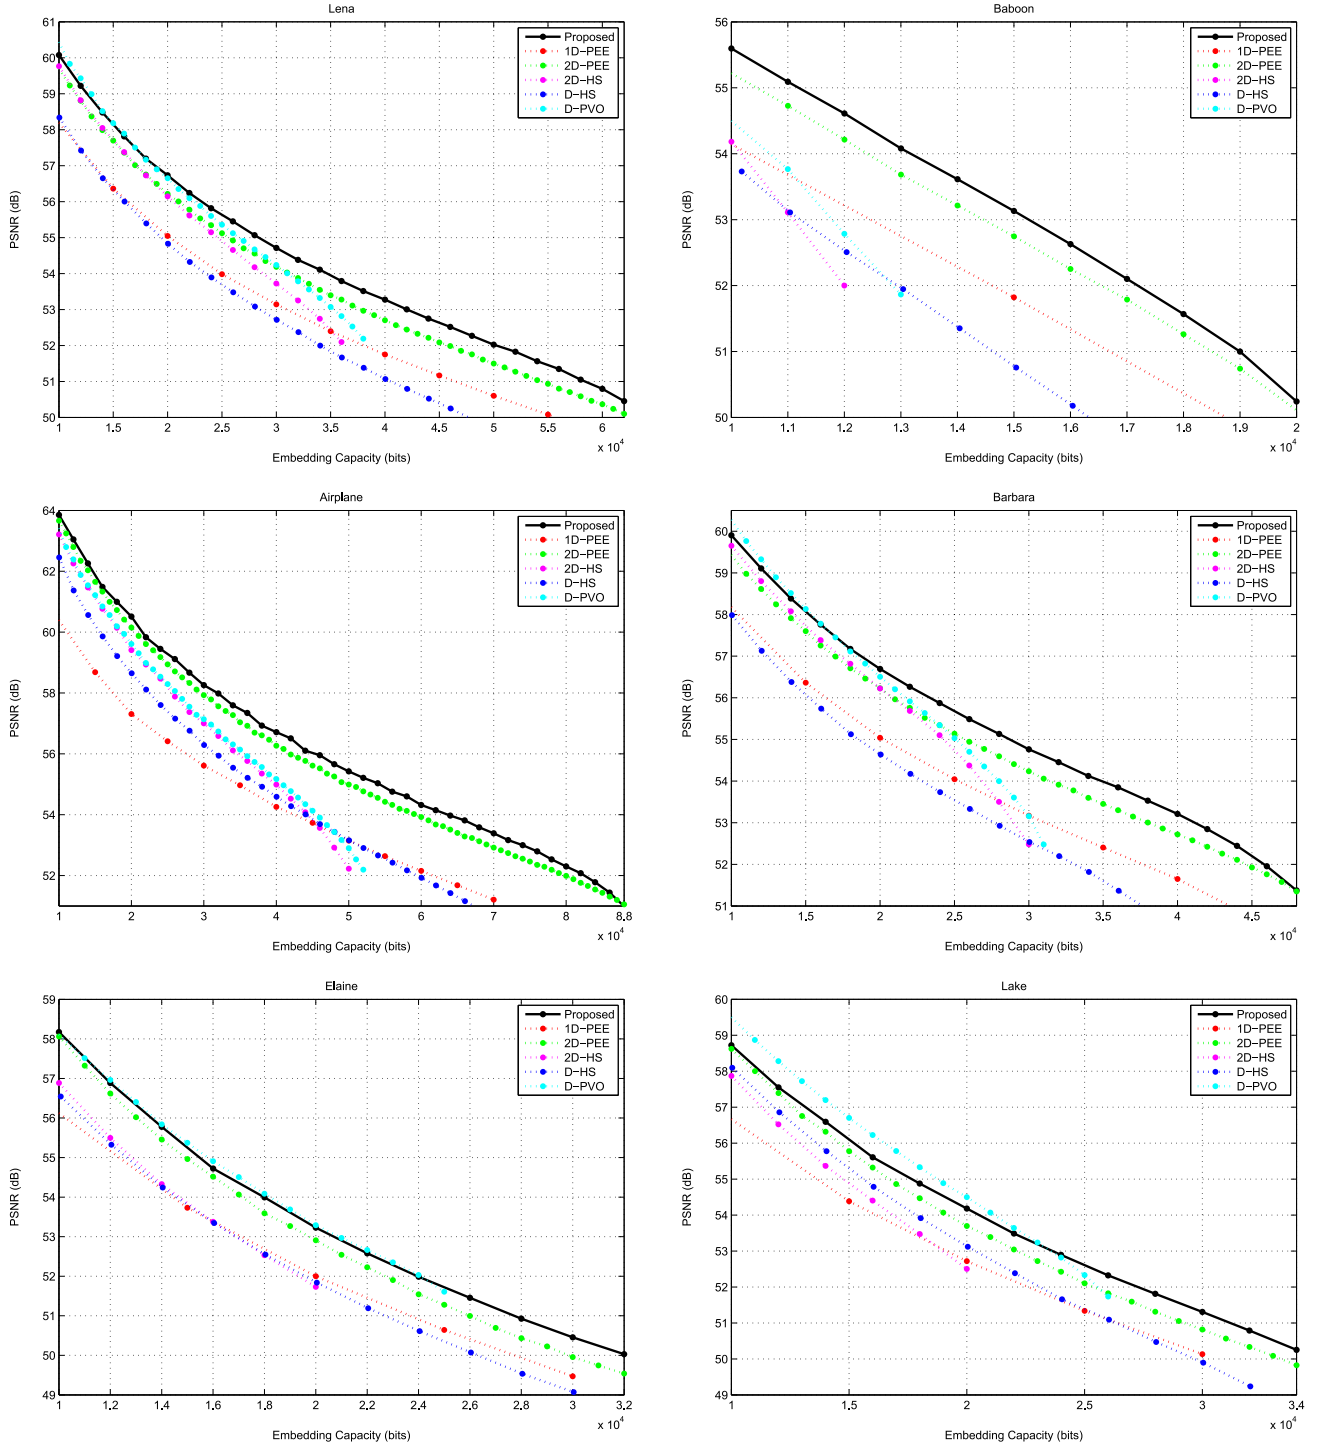 Lena
61
60
59
58
57
56
55
54
53
52
51
50
PSNR (dB)
1 1.5 2 2.5 3 3.5 4 4.5 5 5.5 6
x 10^4
Embedding Capacity (bits)
Proposed
1D-PEE
2D-PEE
2D-HS
D-HS
D-PVO
Baboon
56
55
54
53
52
51
50
PSNR (dB)
1 1.1 1.2 1.3 1.4 1.5 1.6 1.7 1.8 1.9 2
x 10^4
Embedding Capacity (bits)
Proposed
1D-PEE
2D-PEE
2D-HS
D-HS
D-PVO
Airplane
64
62
60
58
56
54
52
PSNR (dB)
1 2 3 4 5 6 7 8 8.8
x 10^4
Embedding Capacity (bits)
Proposed
1D-PEE
2D-PEE
2D-HS
D-HS
D-PVO
Barbara
60
59
58
57
56
55
54
53
52
51
PSNR (dB)
1 1.5 2 2.5 3 3.5 4 4.5
x 10^4
Embedding Capacity (bits)
Proposed
1D-PEE
2D-PEE
2D-HS
D-HS
D-PVO
Elaine
59
58
57
56
55
54
53
52
51
50
49
PSNR (dB)
1 1.2 1.4 1.6 1.8 2 2.2 2.4 2.6 2.8 3 3.2
x 10^4
Embedding Capacity (bits)
Proposed
1D-PEE
2D-PEE
2D-HS
D-HS
D-PVO
Lake
60
59
58
57
56
55
54
53
52
51
50
49
PSNR (dB)
1 1.5 2 2.5 3 3.4
x 10^4
Embedding Capacity (bits)
Proposed
1D-PEE
2D-PEE
2D-HS
D-HS
D-PVO